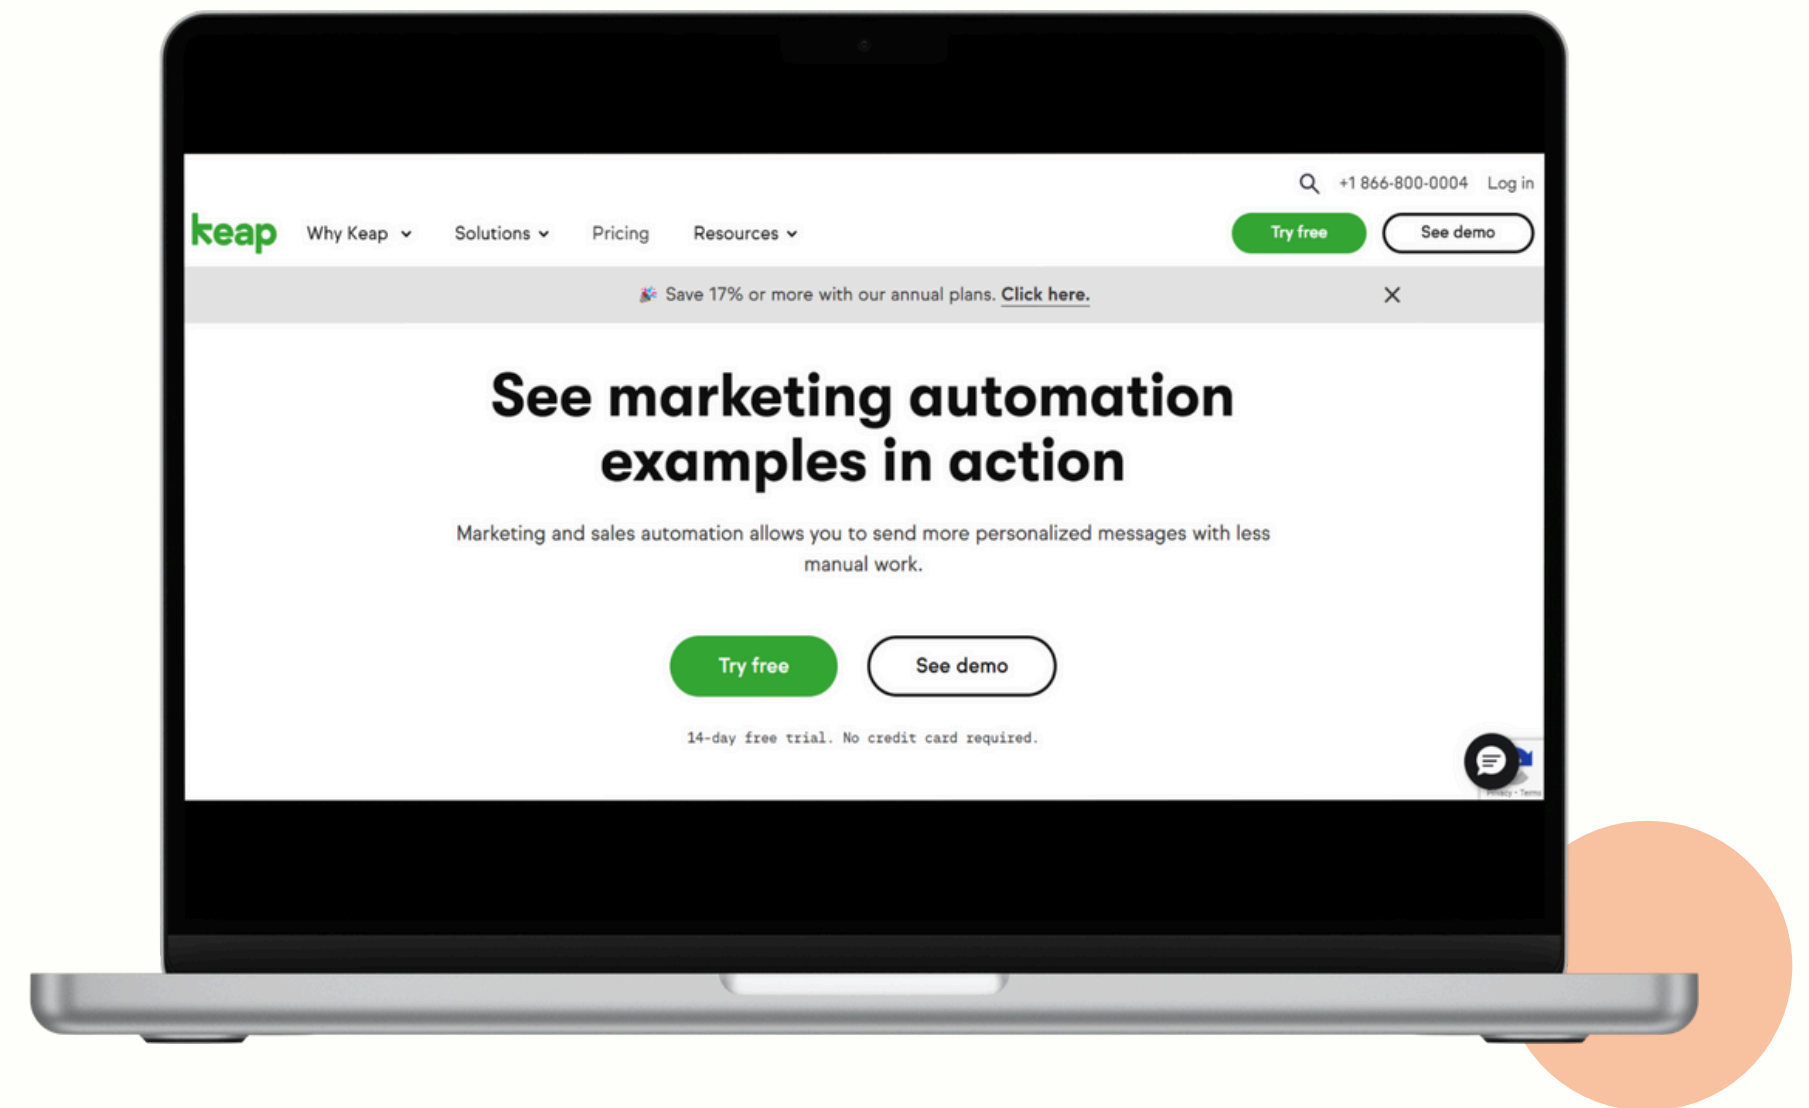 +1 866-800-0004 Log in
keap Why Keap Solutions Pricing Resources Try free See demo
🎉 Save 17% or more with our annual plans. Click here.
See marketing automation
examples in action
Marketing and sales automation allows you to send more personalized messages with less
manual work.
Try free See demo
14-day free trial. No credit card required.
Privacy - Terms